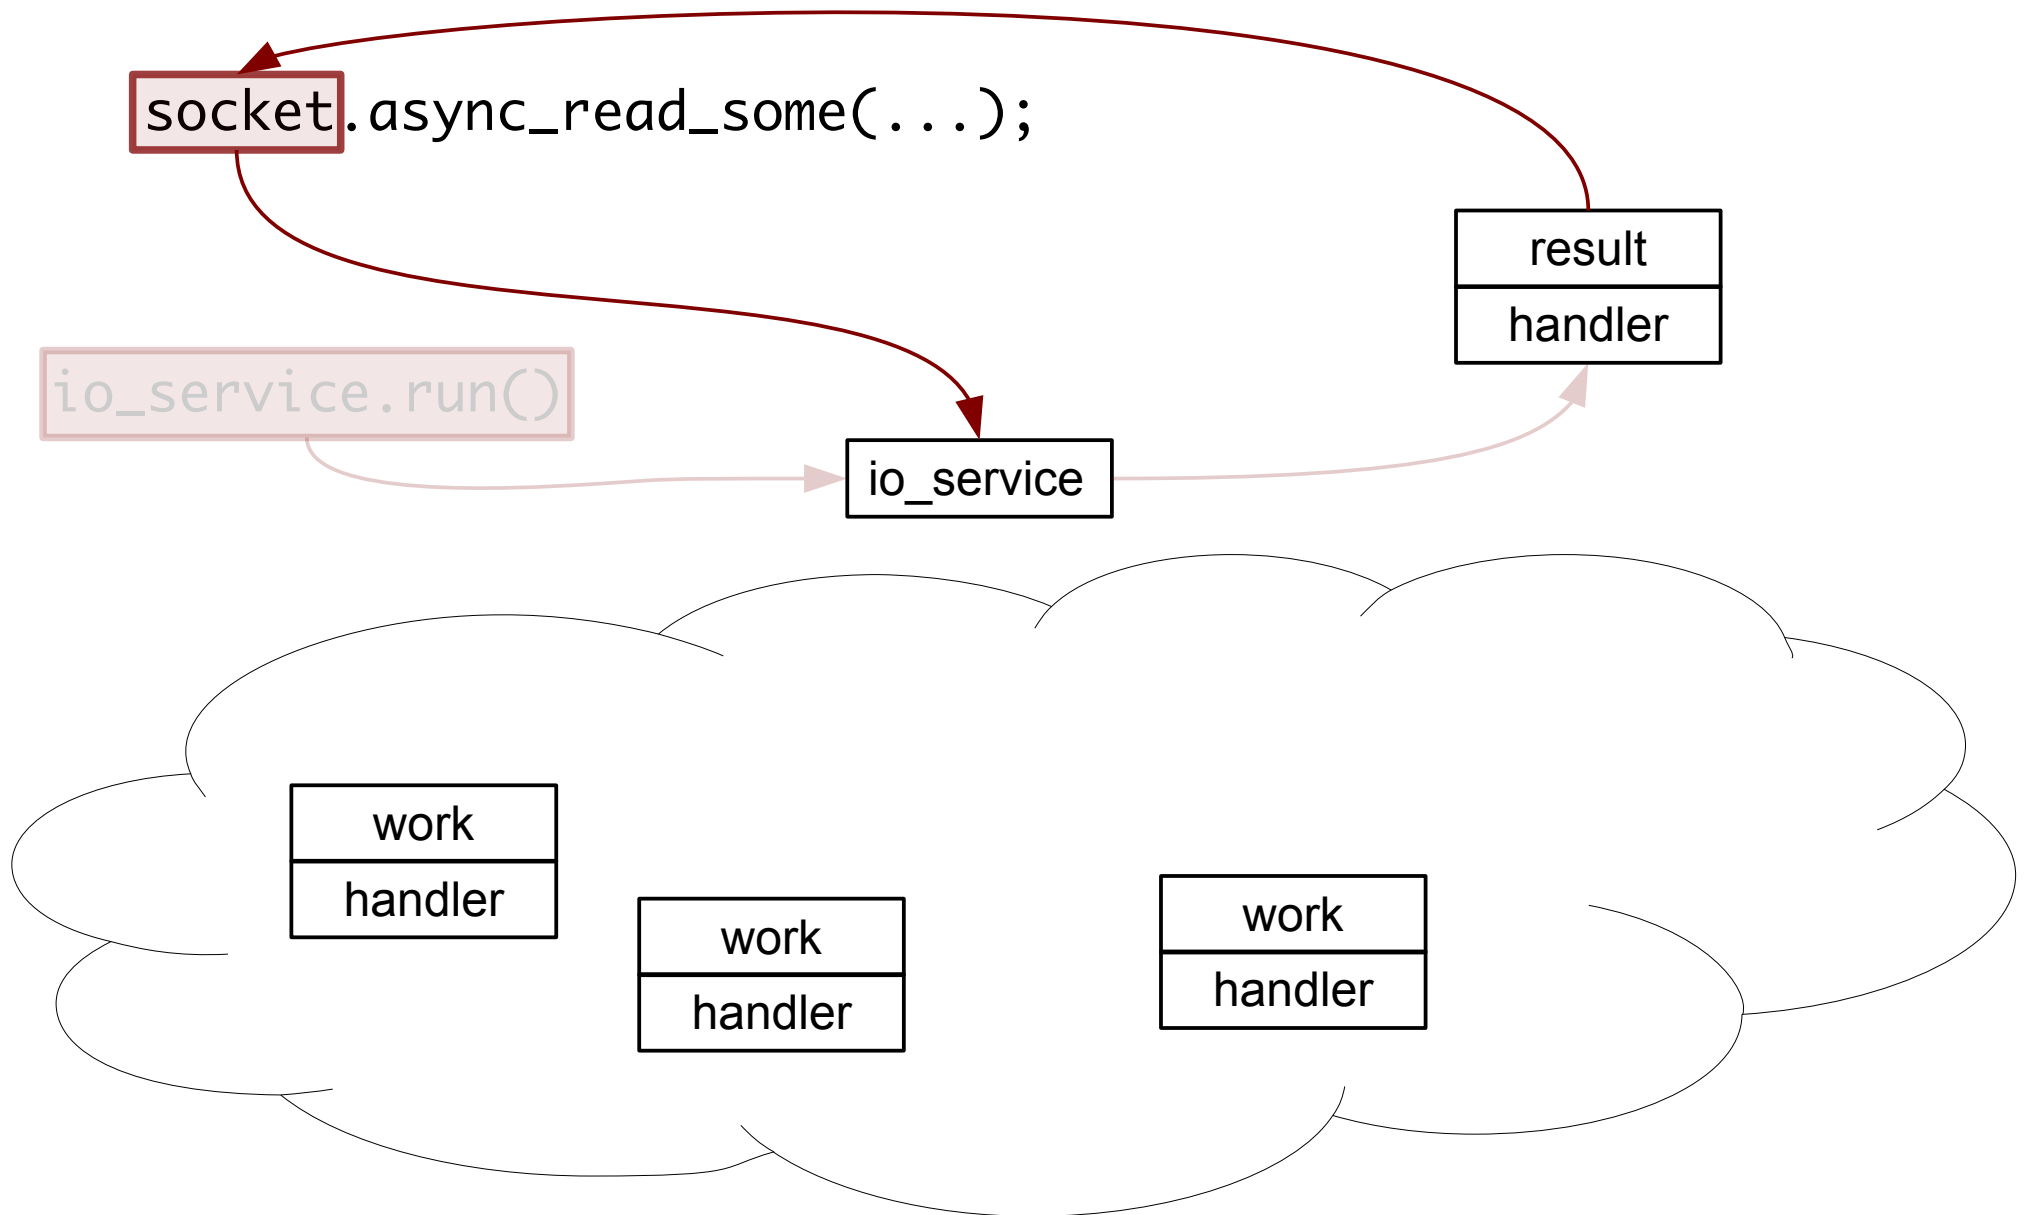 socket.async_read_some(...);
result
handler
io_service.run()
io_service
work
handler
work
handler
work
handler